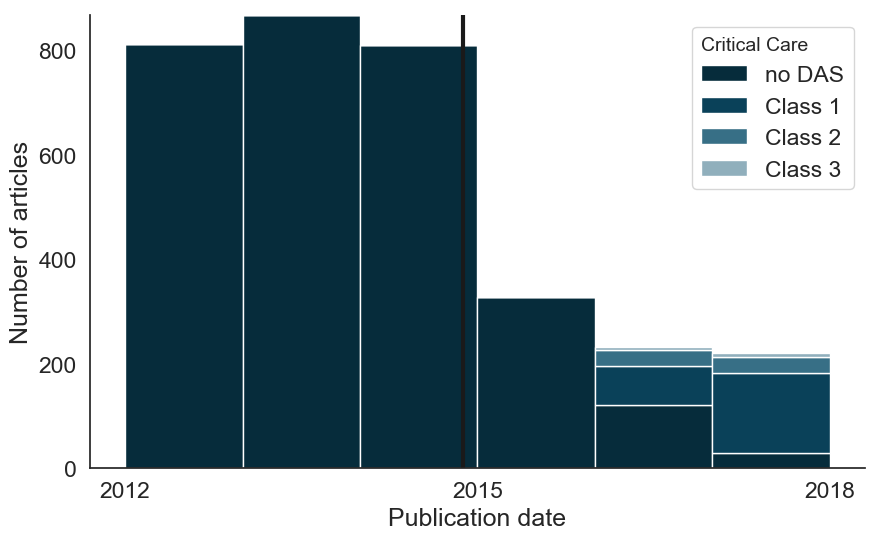 Critical Care
no DAS
Class 1
Class 2
Class 3
Number of articles
800
600
400
200
0
2012
2015
2018
Publication date